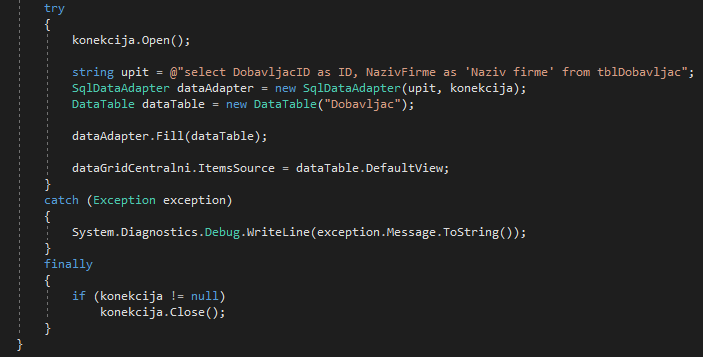 try
{
konekcija.Open();
string upit = @"select DobavljacID as ID, NazivFirme as 'Naziv firme' from tblDobavljac";
SqlDataAdapter dataAdapter = new SqlDataAdapter(upit, konekcija);
DataTable dataTable = new DataTable("Dobavljac");
dataAdapter.Fill(dataTable);
dataGridCentralni.ItemsSource = dataTable.DefaultView;
}
catch (Exception exception)
{
System.Diagnostics.Debug.WriteLine(exception.Message.ToString());
}
finally
{
if (konekcija != null)
konekcija.Close();
}
}